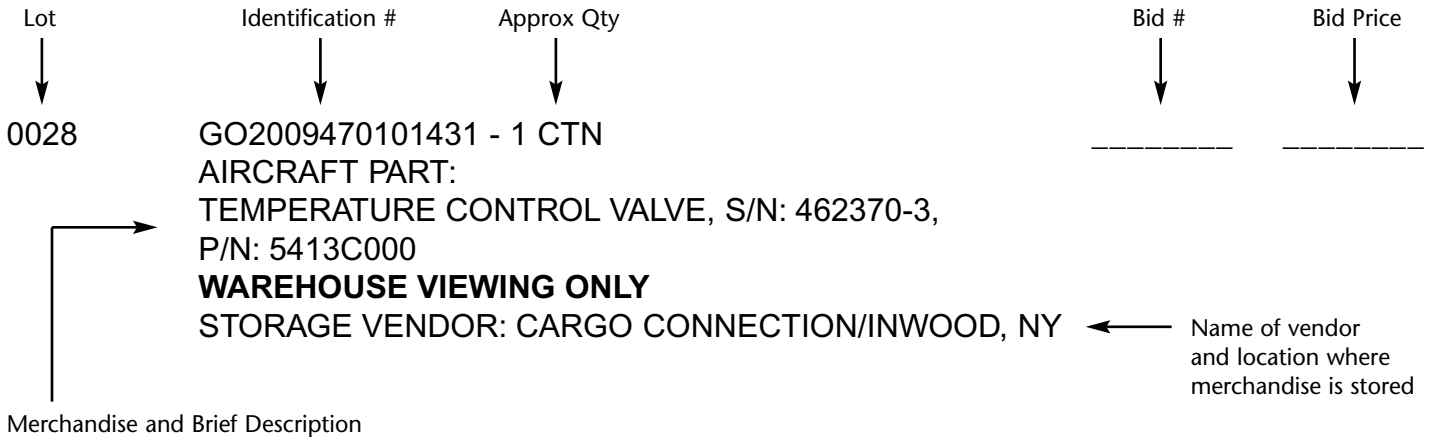 Lot Identification # Approx Qty Bid # Bid Price
0028 GO2009470101431 - 1 CTN ________ ________
AIRCRAFT PART:
TEMPERATURE CONTROL VALVE, S/N: 462370-3,
P/N: 5413C000
WAREHOUSE VIEWING ONLY
STORAGE VENDOR: CARGO CONNECTION/INWOOD, NY
Name of vendor
and location where
merchandise is stored
Merchandise and Brief Description